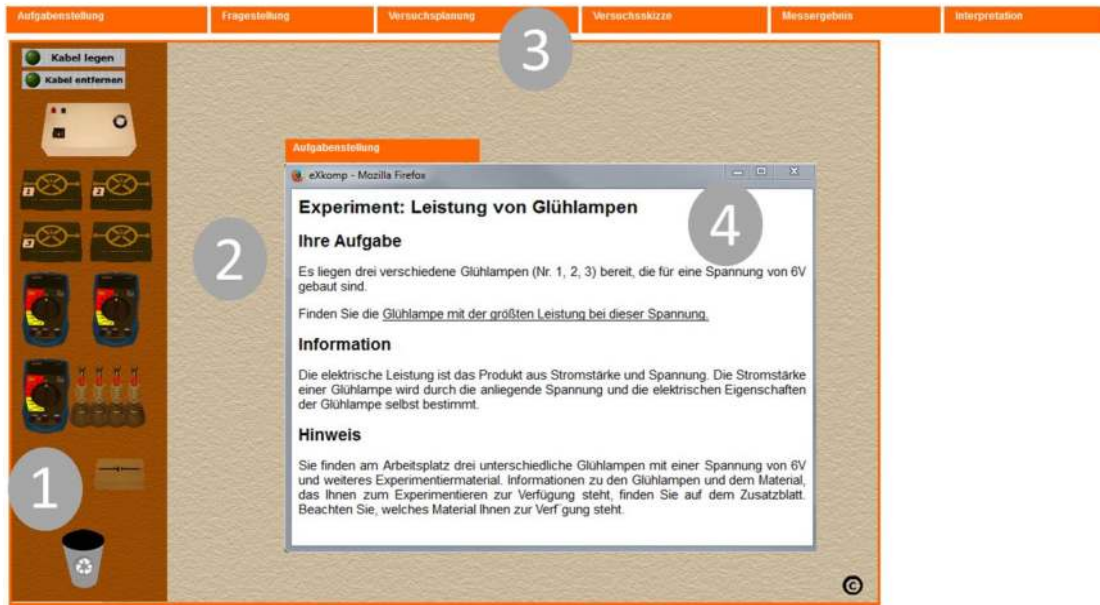 Aufgabenstellung
Fragestellung
Versuchsplanung
Versuchsskizze
Messergebnis
Interpretation
3
Kabel legen
Kabel entfernen
1
2
3
2
1
Aufgabenstellung
eXkomp - Mozilla Firefox
4
Experiment: Leistung von Glühlampen
Ihre Aufgabe
Es liegen drei verschiedene Glühlampen (Nr. 1, 2, 3) bereit, die für eine Spannung von 6V
gebaut sind.
Finden Sie die Glühlampe mit der größten Leistung bei dieser Spannung.
Information
Die elektrische Leistung ist das Produkt aus Stromstärke und Spannung. Die Stromstärke
einer Glühlampe wird durch die anliegende Spannung und die elektrischen Eigenschaften
der Glühlampe selbst bestimmt.
Hinweis
Sie finden am Arbeitsplatz drei unterschiedliche Glühlampen mit einer Spannung von 6V
und weiteres Experimentiermaterial. Informationen zu den Glühlampen und dem Material,
das Ihnen zum Experimentieren zur Verfügung steht, finden Sie auf dem Zusatzblatt.
Beachten Sie, welches Material Ihnen zur Verf gung steht.
©